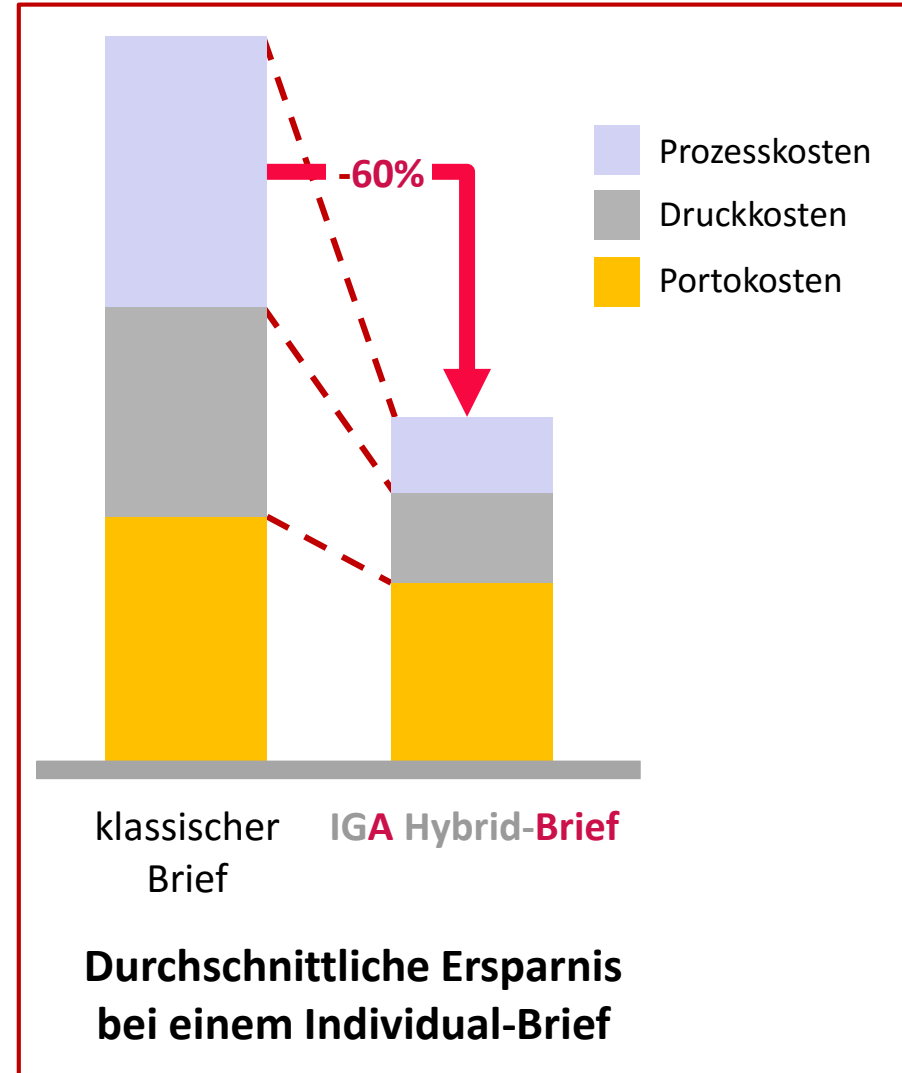 -60%
Prozesskosten
Druckkosten
Portokosten
klassischer
Brief
IGA Hybrid-Brief
Durchschnittliche Ersparnis
bei einem Individual-Brief